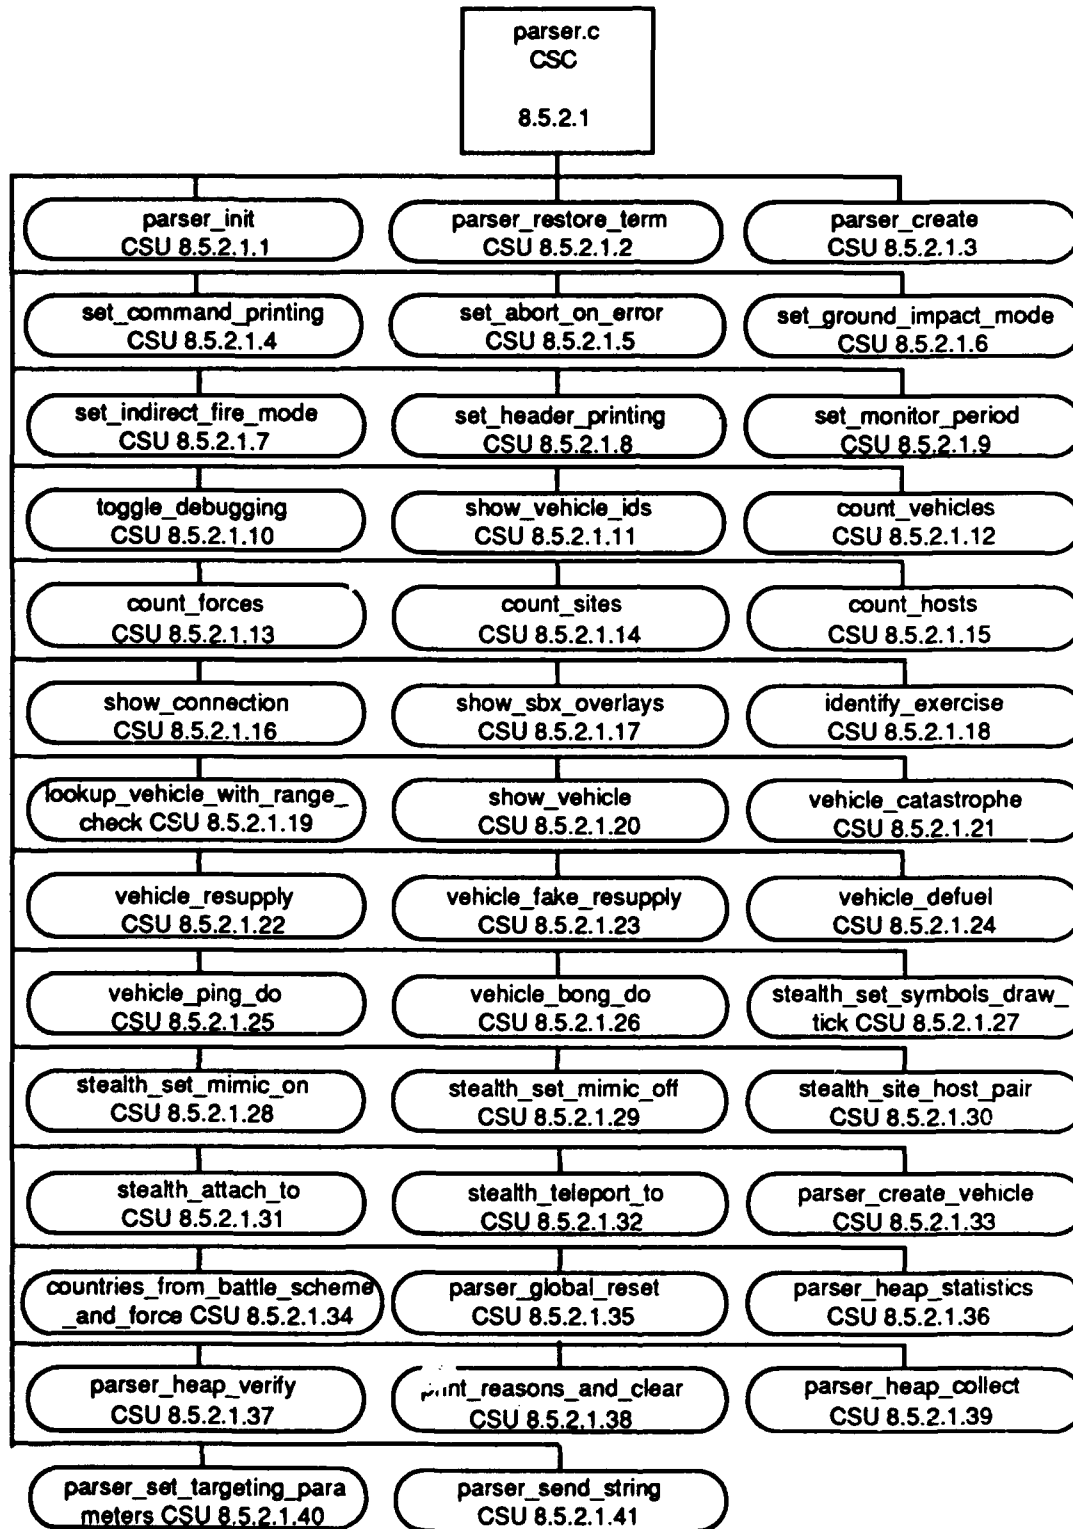 parser.c
CSC
8.5.2.1
parser_init
CSU 8.5.2.1.1
parser_restore_term
CSU 8.5.2.1.2
parser_create
CSU 8.5.2.1.3
set_command_printing
CSU 8.5.2.1.4
set_abort_on_error
CSU 8.5.2.1.5
set_ground_impact_mode
CSU 8.5.2.1.6
set_indirect_fire_mode
CSU 8.5.2.1.7
set_header_printing
CSU 8.5.2.1.8
set_monitor_period
CSU 8.5.2.1.9
toggle_debugging
CSU 8.5.2.1.10
show_vehicle_ids
CSU 8.5.2.1.11
count_vehicles
CSU 8.5.2.1.12
count_forces
CSU 8.5.2.1.13
count_sites
CSU 8.5.2.1.14
count_hosts
CSU 8.5.2.1.15
show_connection
CSU 8.5.2.1.16
show_sbx_overlays
CSU 8.5.2.1.17
identify_exercise
CSU 8.5.2.1.18
lookup_vehicle_with_range_
check CSU 8.5.2.1.19
show_vehicle
CSU 8.5.2.1.20
vehicle_catastrophe
CSU 8.5.2.1.21
vehicle_resupply
CSU 8.5.2.1.22
vehicle_fake_resupply
CSU 8.5.2.1.23
vehicle_defuel
CSU 8.5.2.1.24
vehicle_ping_do
CSU 8.5.2.1.25
vehicle_bong_do
CSU 8.5.2.1.26
stealth_set_symbols_draw_
tick CSU 8.5.2.1.27
stealth_set_mimic_on
CSU 8.5.2.1.28
stealth_set_mimic_off
CSU 8.5.2.1.29
stealth_site_host_pair
CSU 8.5.2.1.30
stealth_attach_to
CSU 8.5.2.1.31
stealth_teleport_to
CSU 8.5.2.1.32
parser_create_vehicle
CSU 8.5.2.1.33
countries_from_battle_scheme
_and_force CSU 8.5.2.1.34
parser_global_reset
CSU 8.5.2.1.35
parser_heap_statistics
CSU 8.5.2.1.36
parser_heap_verify
CSU 8.5.2.1.37
print_reasons_and_clear
CSU 8.5.2.1.38
parser_heap_collect
CSU 8.5.2.1.39
parser_set_targeting_para
meters CSU 8.5.2.1.40
parser_send_string
CSU 8.5.2.1.41